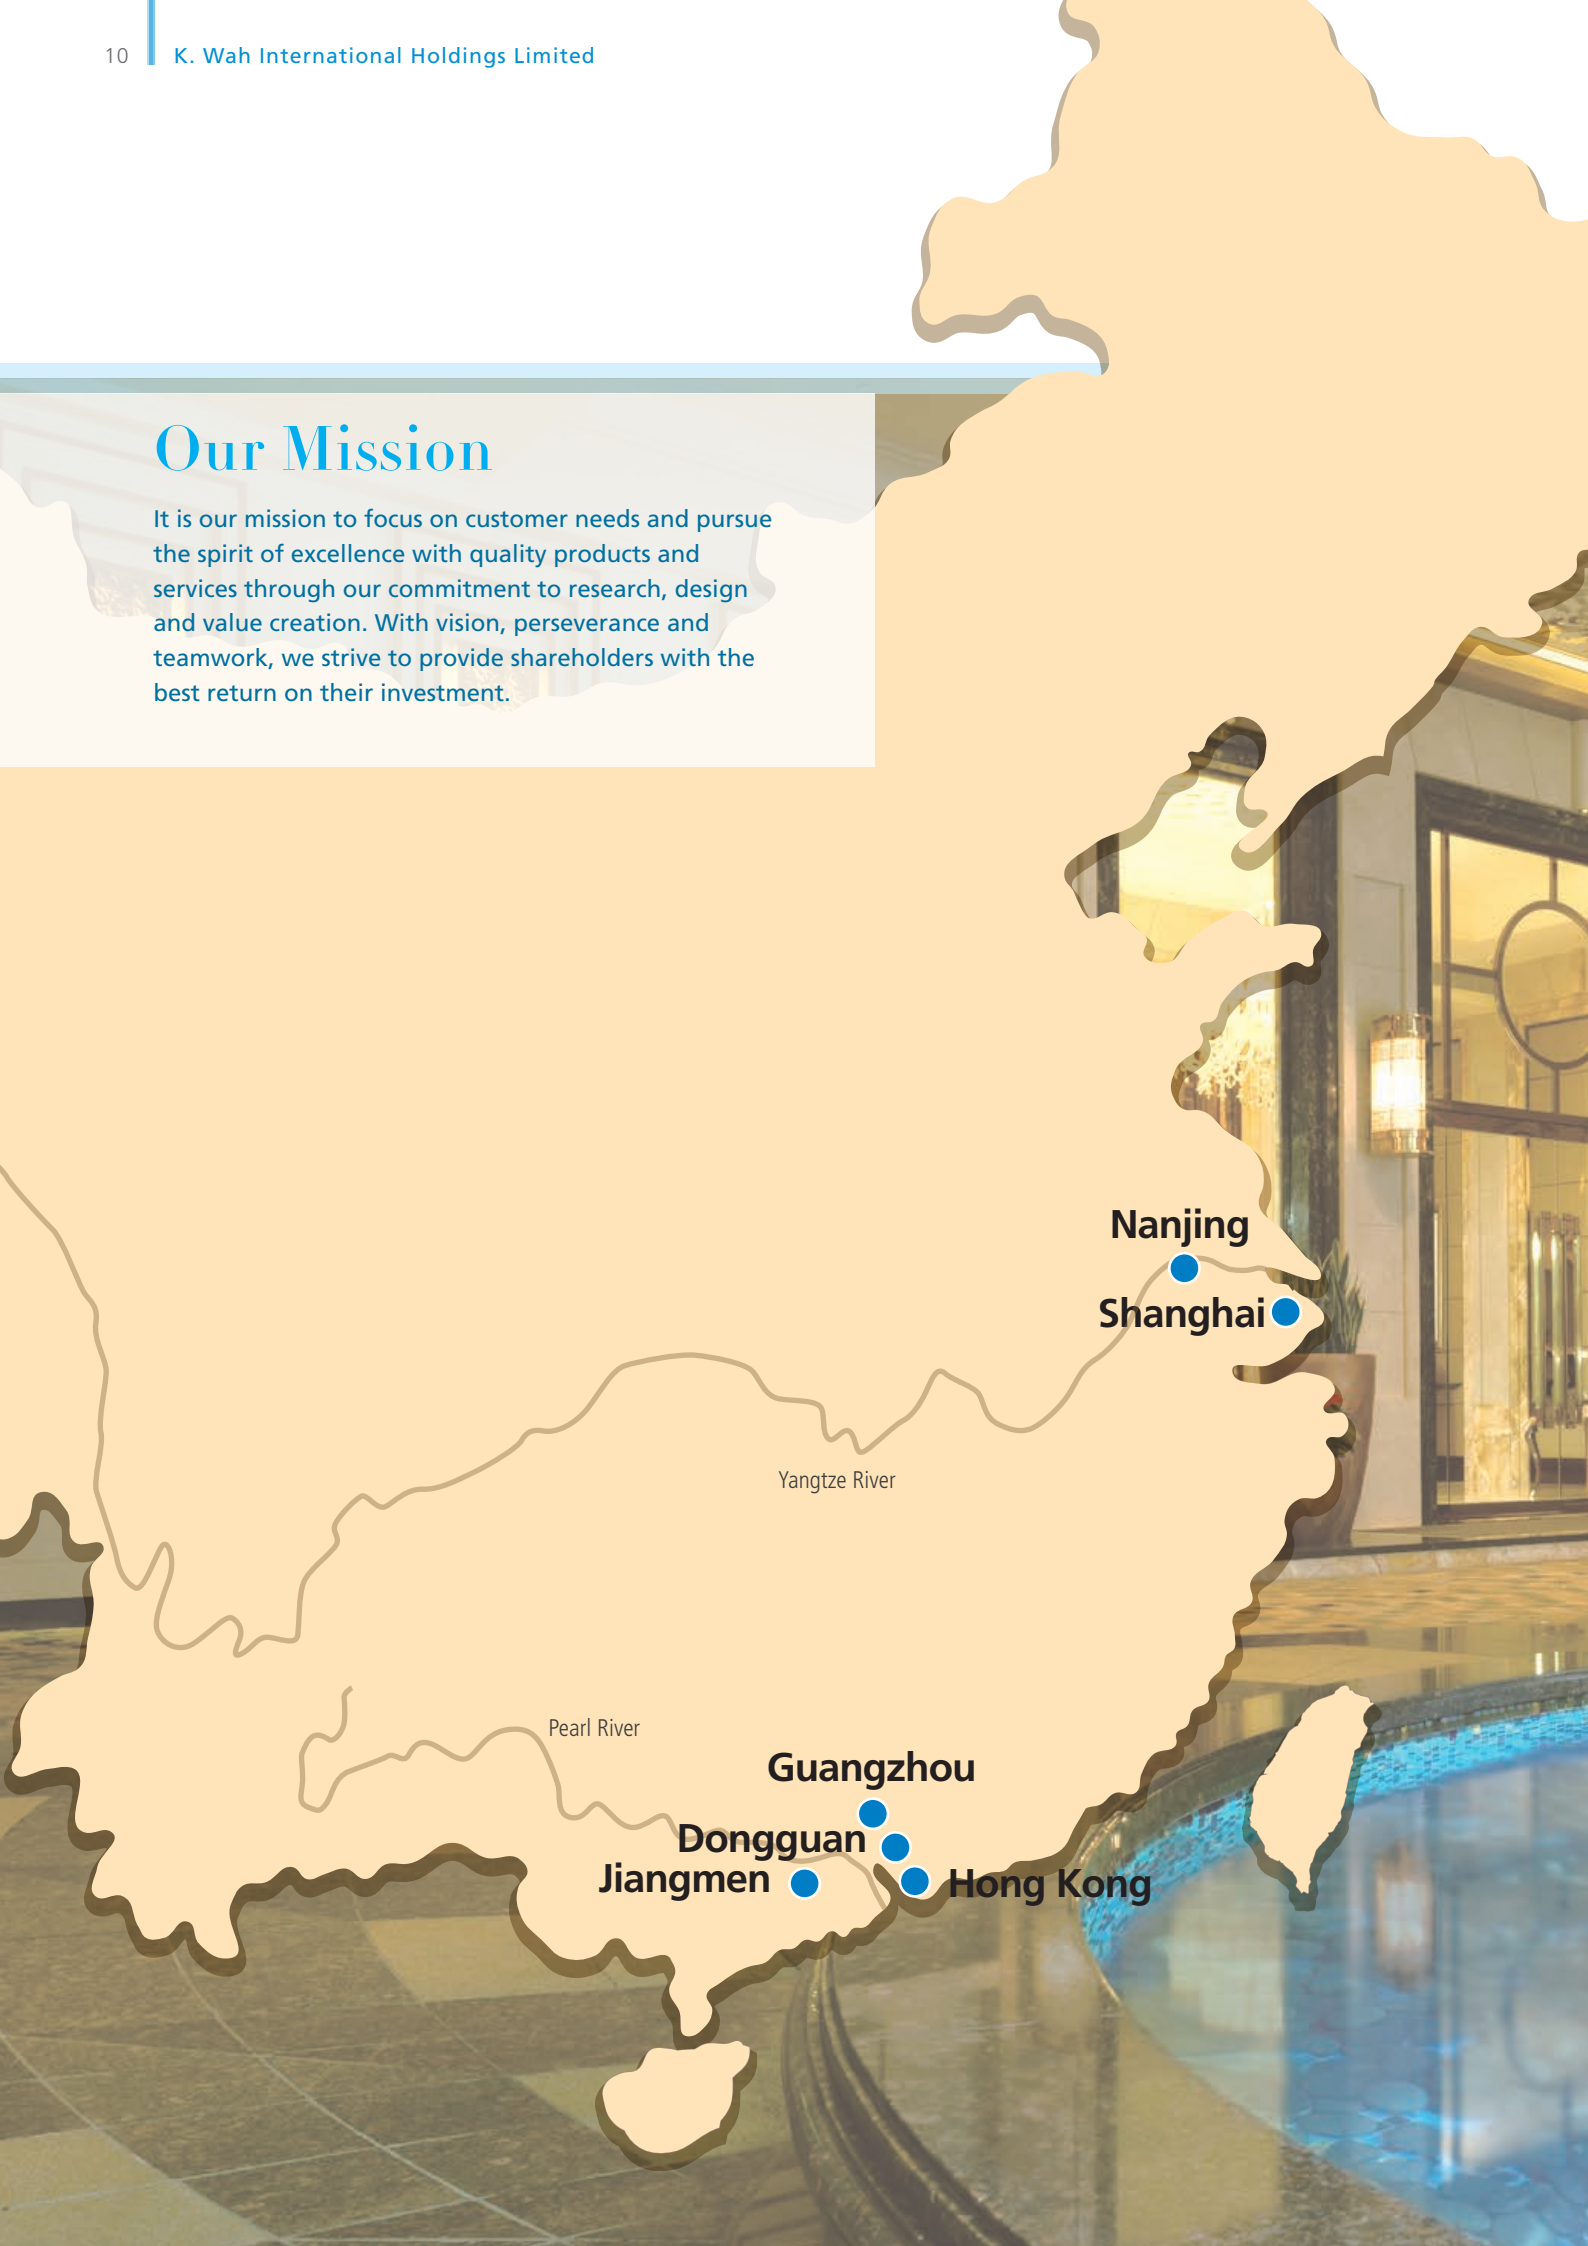 10
K. Wah International Holdings Limited
Our Mission
It is our mission to focus on customer needs and pursue
the spirit of excellence with quality products and
services through our commitment to research, design
and value creation. With vision, perseverance and
teamwork, we strive to provide shareholders with the
best return on their investment.
Nanjing
Shanghai
Yangtze River
Pearl River
Guangzhou
Dongguan
Jiangmen
Hong Kong